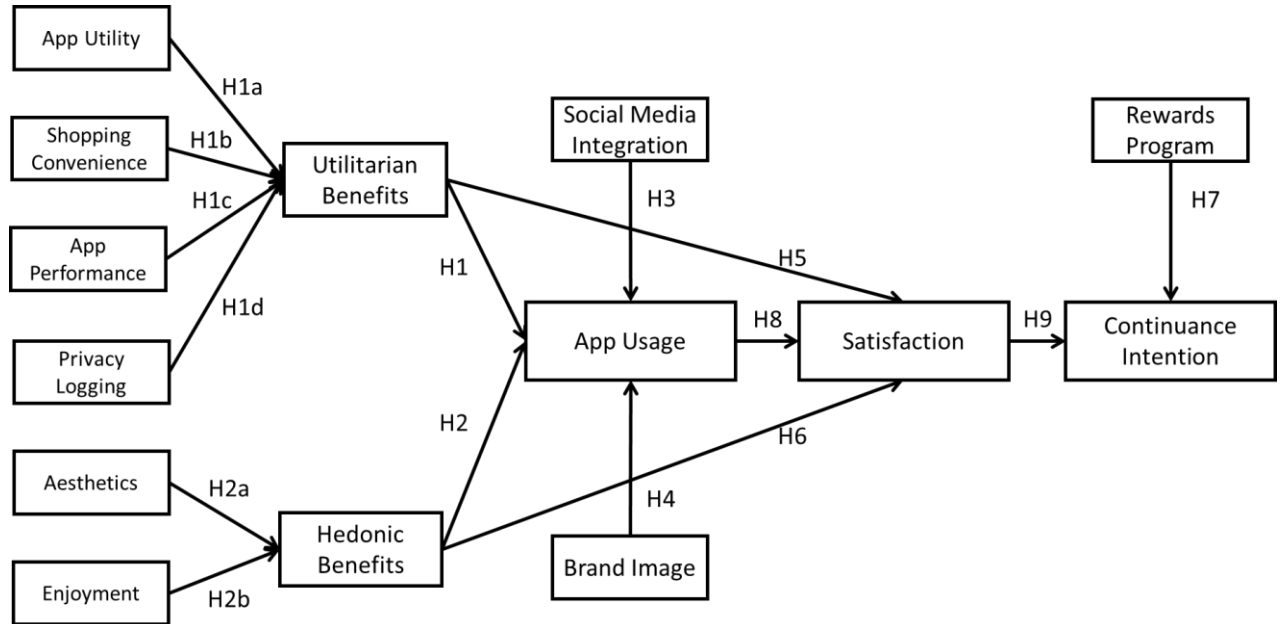 App Utility
H1a
Shopping
Convenience
H1b
App
Performance
H1c
Privacy
Logging
H1d
Utilitarian
Benefits
Aesthetics
H2a
Enjoyment
H2b
Hedonic
Benefits
H1
H2
Social Media
Integration
H3
App Usage
H4
Brand Image
H5
H6
H8
Satisfaction
H9
Rewards
Program
H7
Continuance
Intention